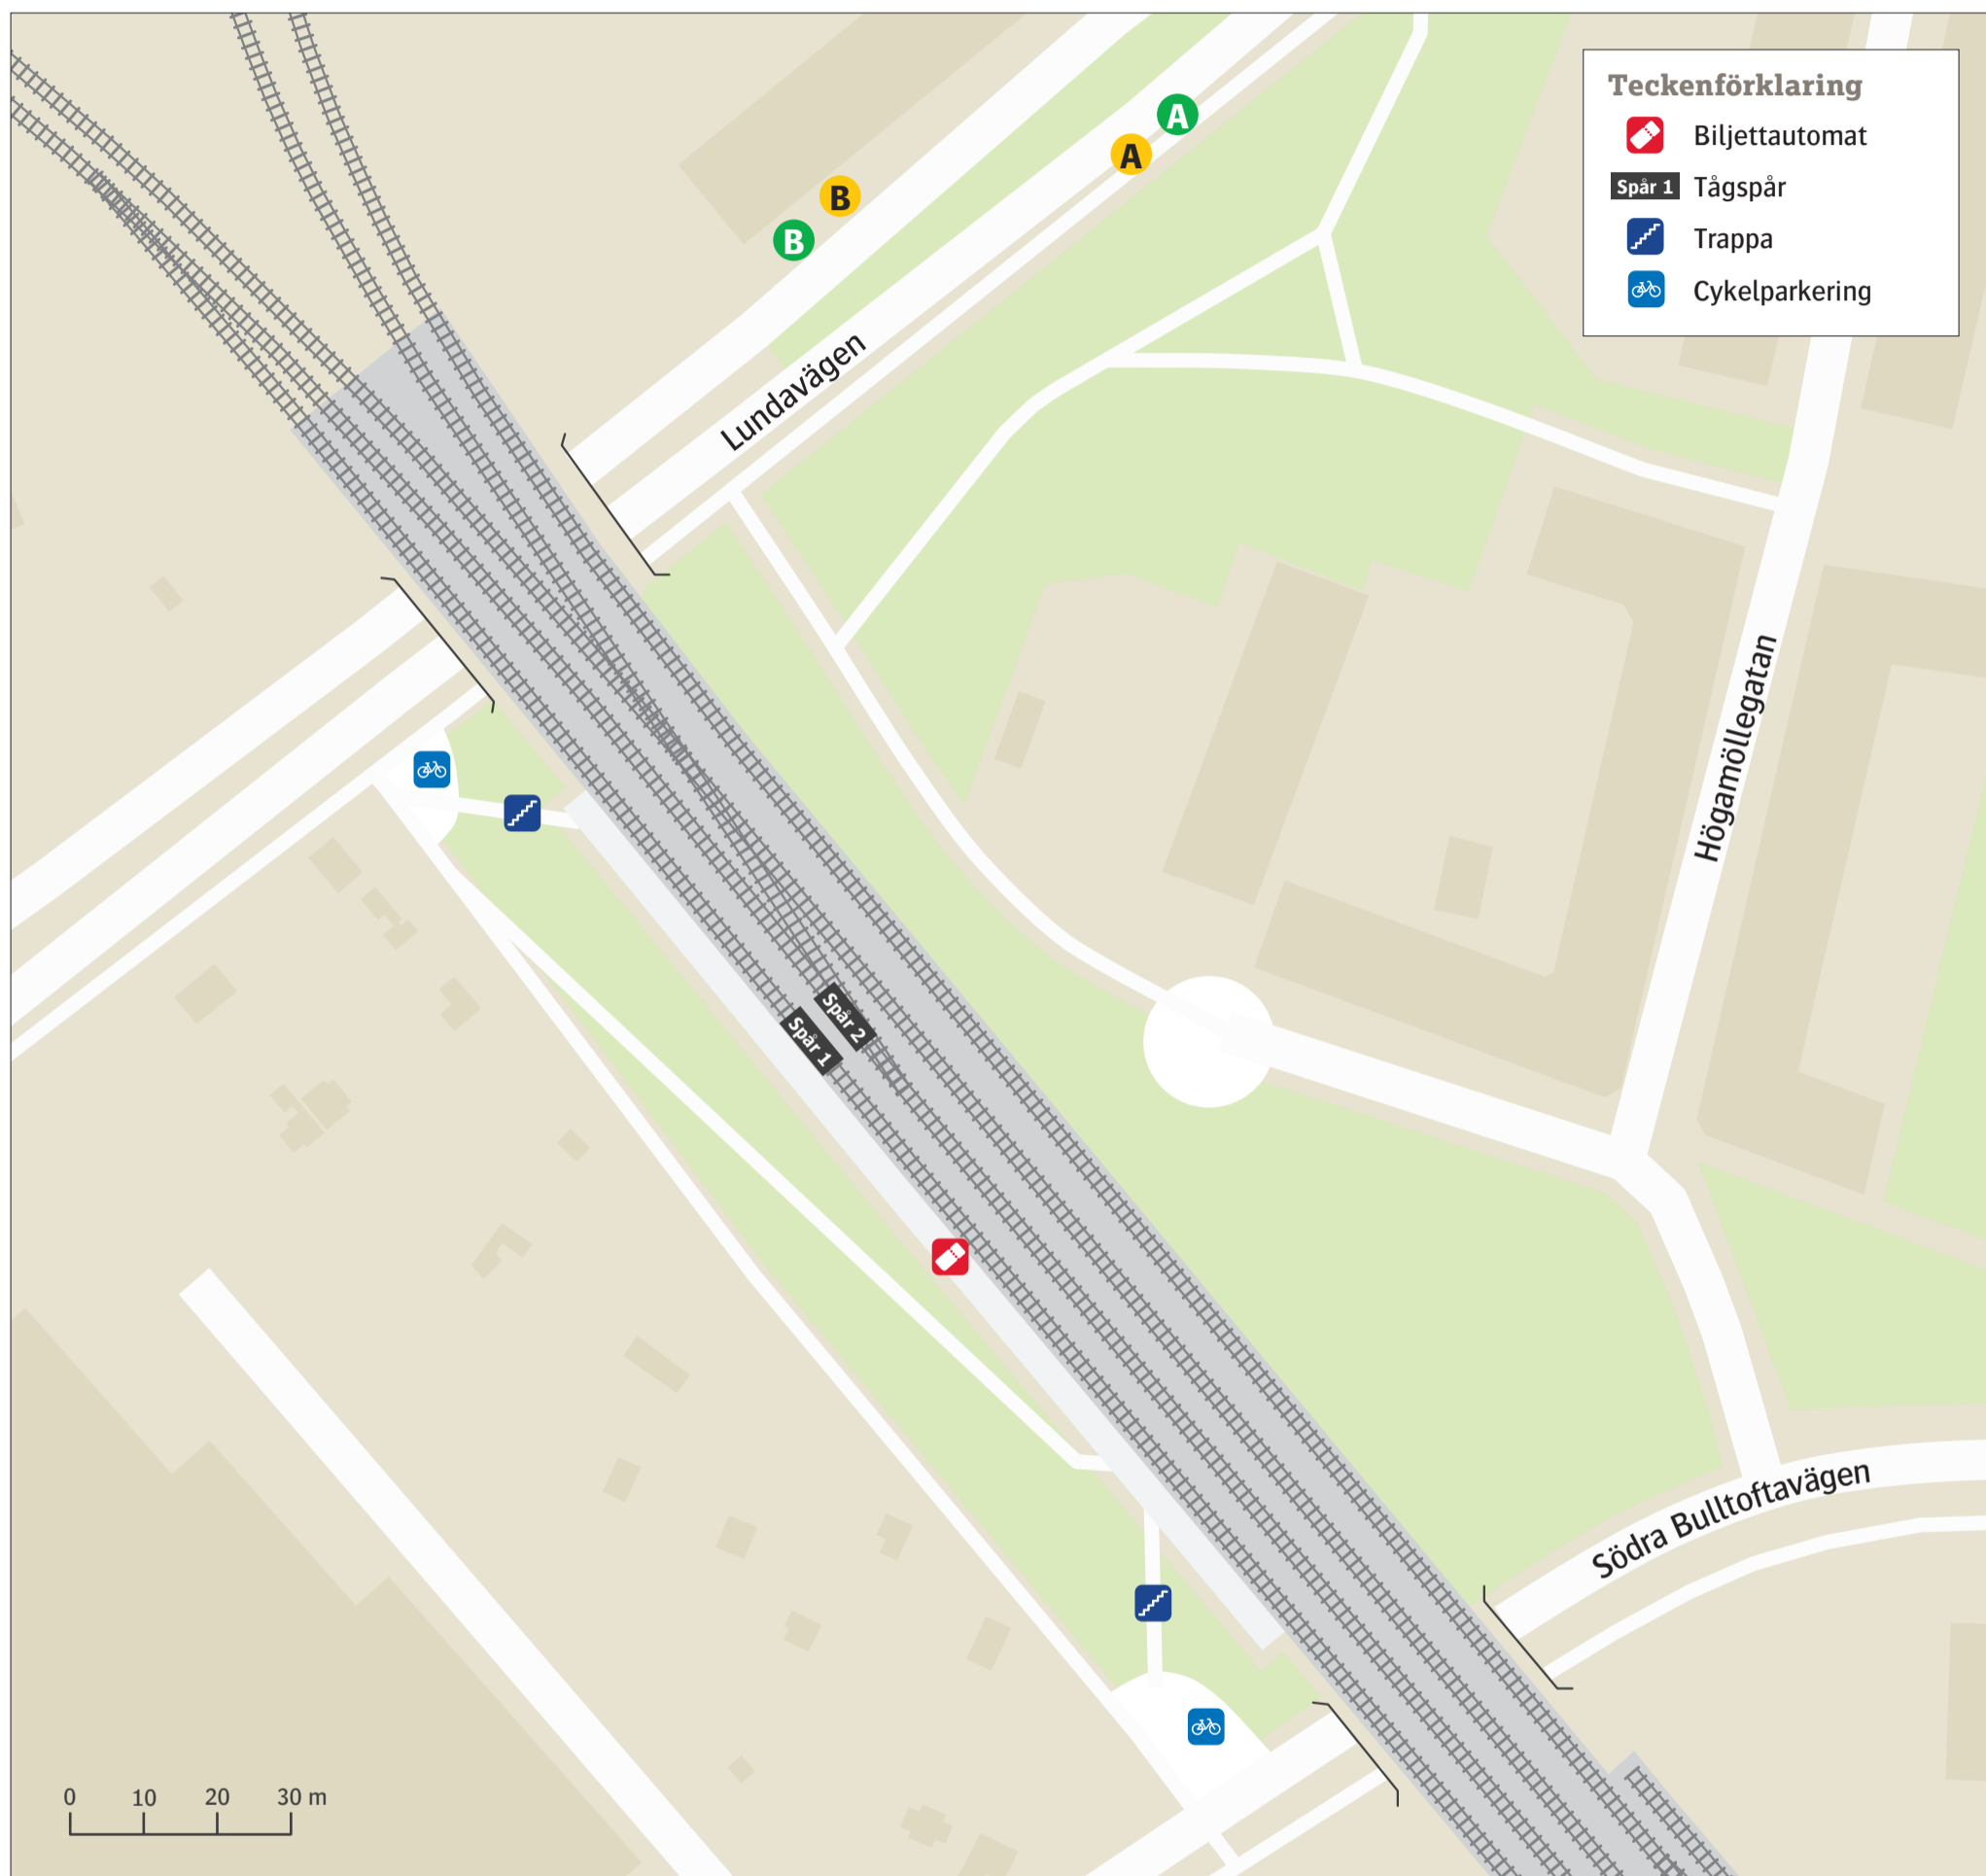 Teckenförklaring
Biljettautomat
Spår 1 Tågspår
Trappa
Cykelparkering
A
A
B
B
Lundavägen
Högamöllegatan
Spår 2
Spår 1
Södra Bulltoftavägen
0 10 20 30 m